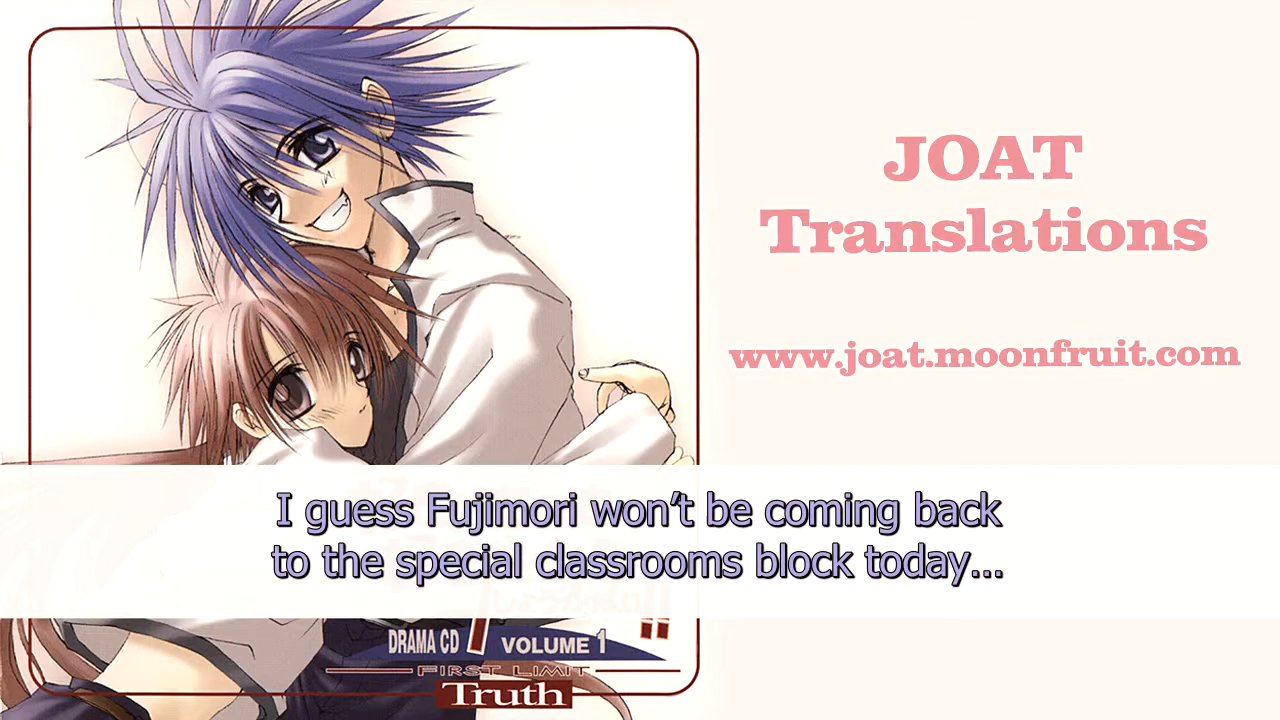 JOAT
Translations
www.joat.moonfruit.com
I guess Fujimori won't be coming back
to the special classrooms block today...
DRAMA CD
VOLUME 1
FIRST LIMIT
Truth